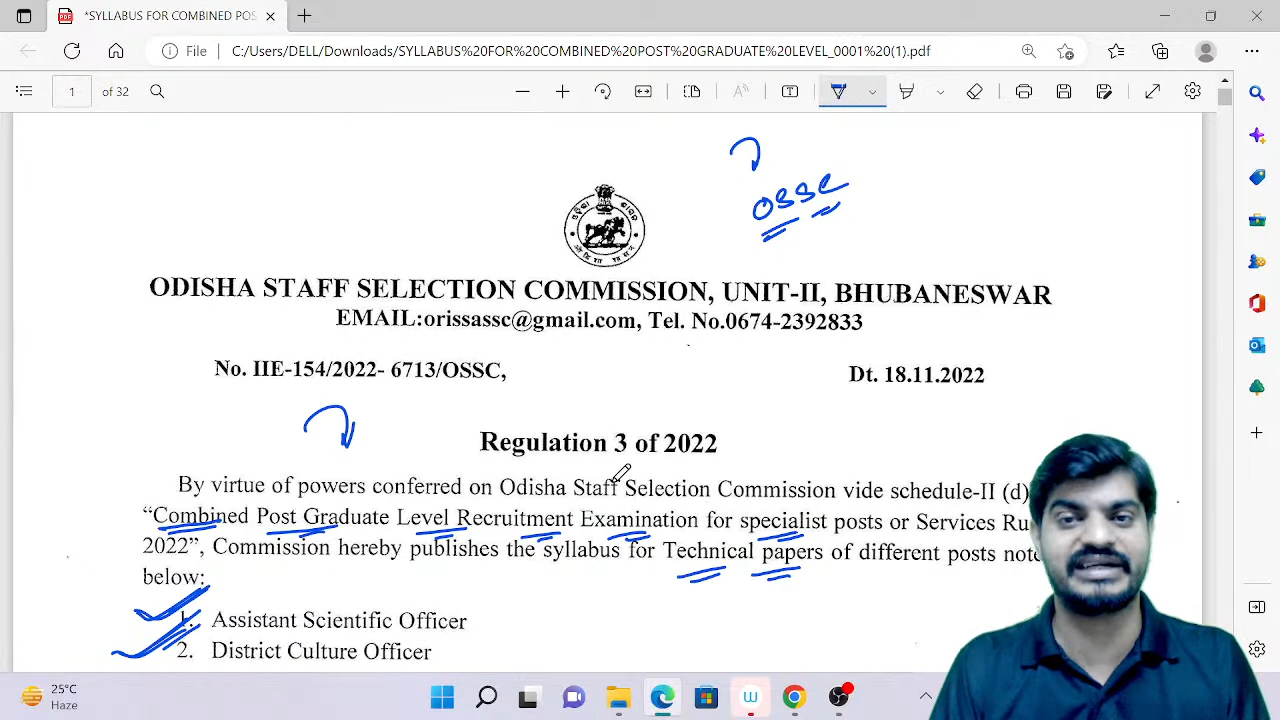 *SYLLABUS FOR COMBINED POS
File
C:/Users/DELL/Downloads/SYLLABUS%20FOR%20COMBINED%20POST%20GRADUATE%20LEVEL_0001%20(1).pdf
1 of 32
OSSC
ODISHA STAFF SELECTION COMMISSION, UNIT-II, BHUBANESWAR
EMAIL:orissassc@gmail.com, Tel. No.0674-2392833
No. IIE-154/2022- 6713/OSSC,
Dt. 18.11.2022
Regulation 3 of 2022
By virtue of powers conferred on Odisha Staff Selection Commission vide schedule-II (d)
“Combined Post Graduate Level Recruitment Examination for specialist posts or Services Ru
2022”, Commission hereby publishes the syllabus for Technical papers of different posts note
below:
1. Assistant Scientific Officer
2. District Culture Officer
25°C
Haze